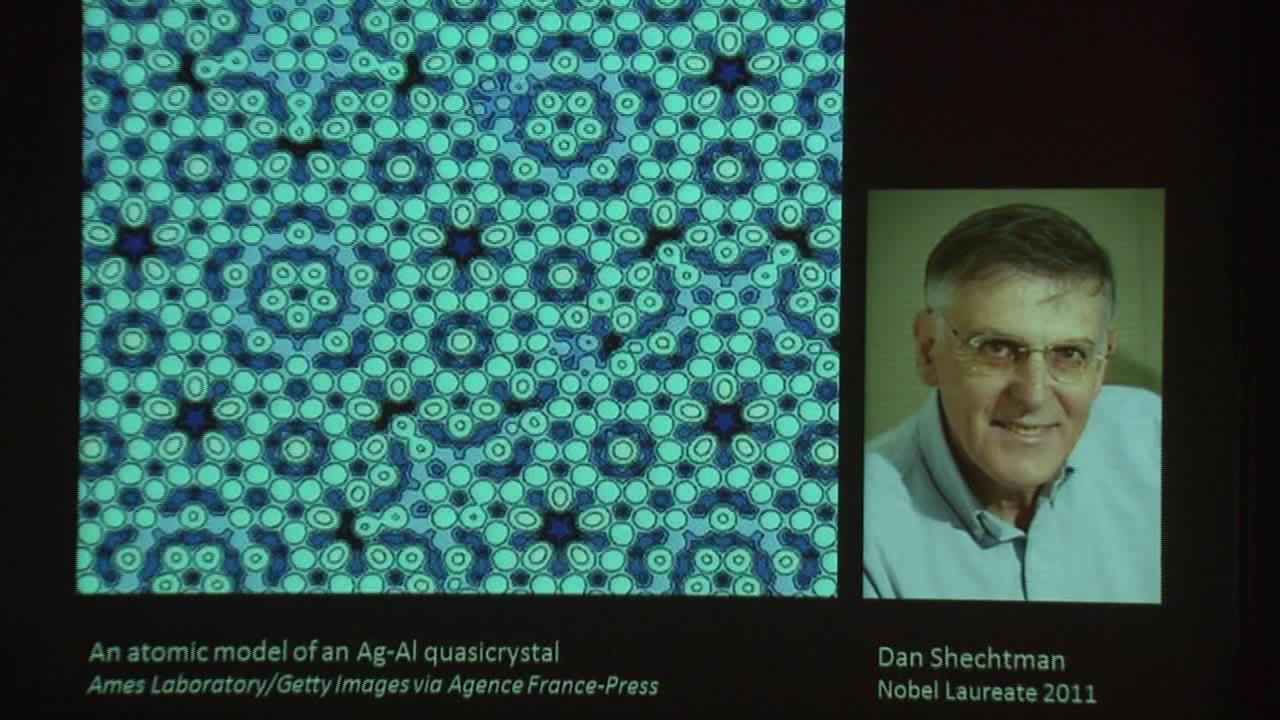 An atomic model of an Ag-Al quasicrystal
Ames Laboratory/Getty Images via Agence France-Press
Dan Shechtman
Nobel Laureate 2011